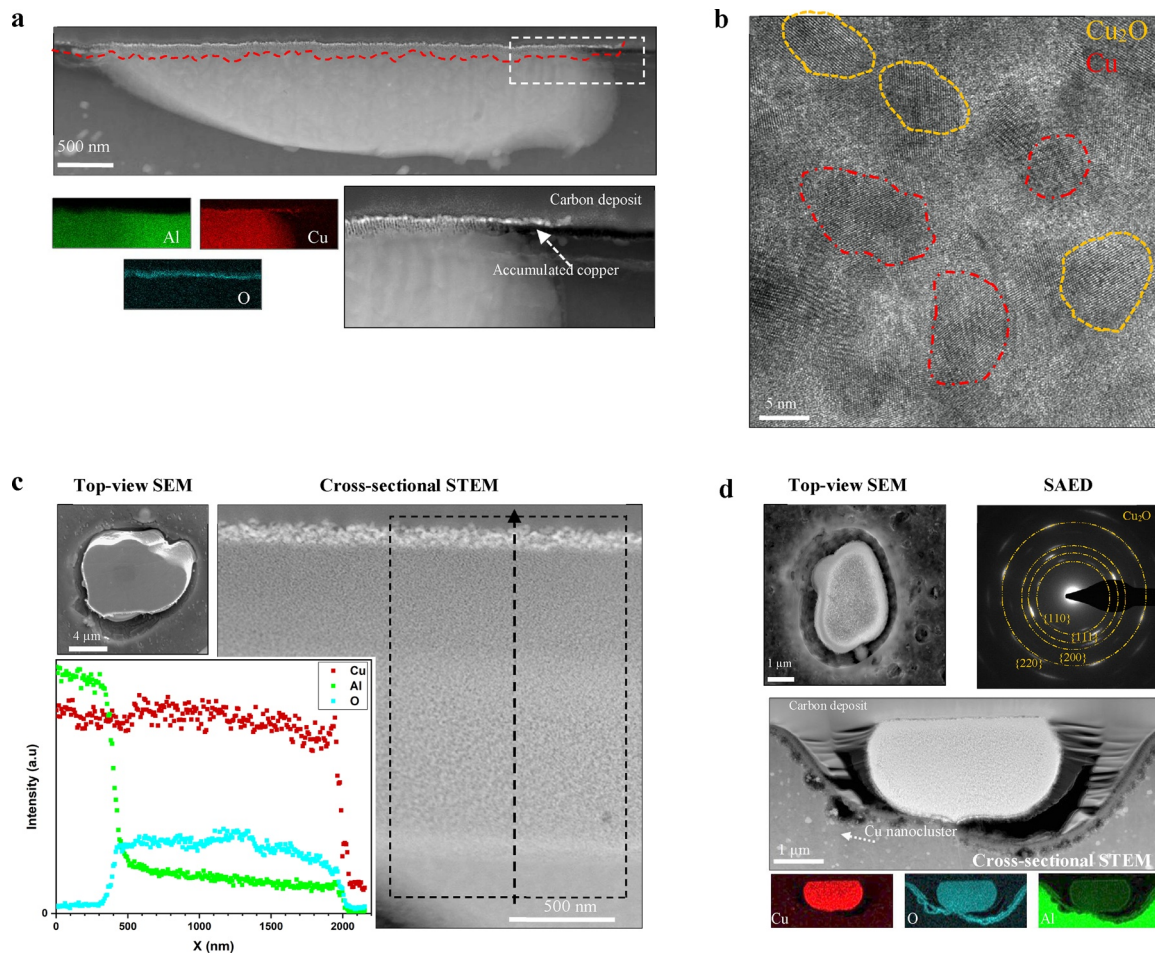 a
500 nm
Al
Cu
O
Carbon deposit
Accumulated copper
b
Cu₂O
Cu
5 nm
c
Top-view SEM
Cross-sectional STEM
4 µm
500 nm
Cu
Al
O
Intensity (a.u)
0
0 500 1000 1500 2000
X (nm)
d
Top-view SEM
SAED
1 µm
Cu₂O
{110}
{111}
{200}
{220}
Carbon deposit
Cu nanocluster
1 µm
Cross-sectional STEM
Cu
O
Al